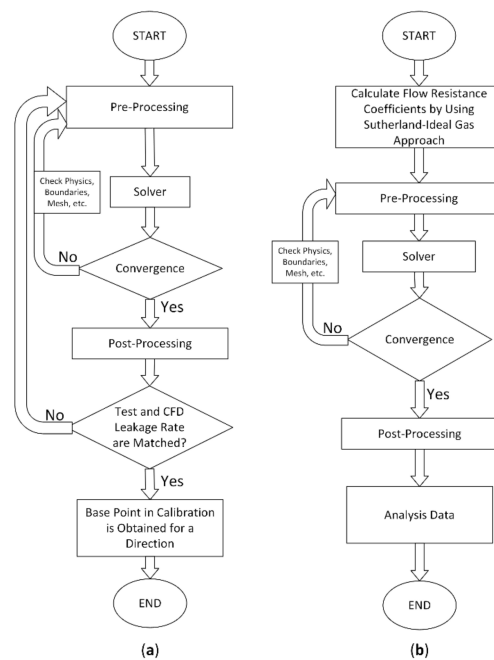 START
Pre-Processing
Check Physics,
Boundaries,
Mesh, etc.
Solver
No
Convergence
Yes
Post-Processing
No
Test and CFD
Leakage Rate
are Matched?
Yes
Base Point in Calibration
is Obtained for a
Direction
END
(a)
START
Calculate Flow Resistance
Coefficients by Using
Sutherland-Ideal Gas
Approach
Pre-Processing
Check Physics,
Boundaries,
Mesh, etc.
Solver
No
Convergence
Yes
Post-Processing
Analysis Data
END
(b)